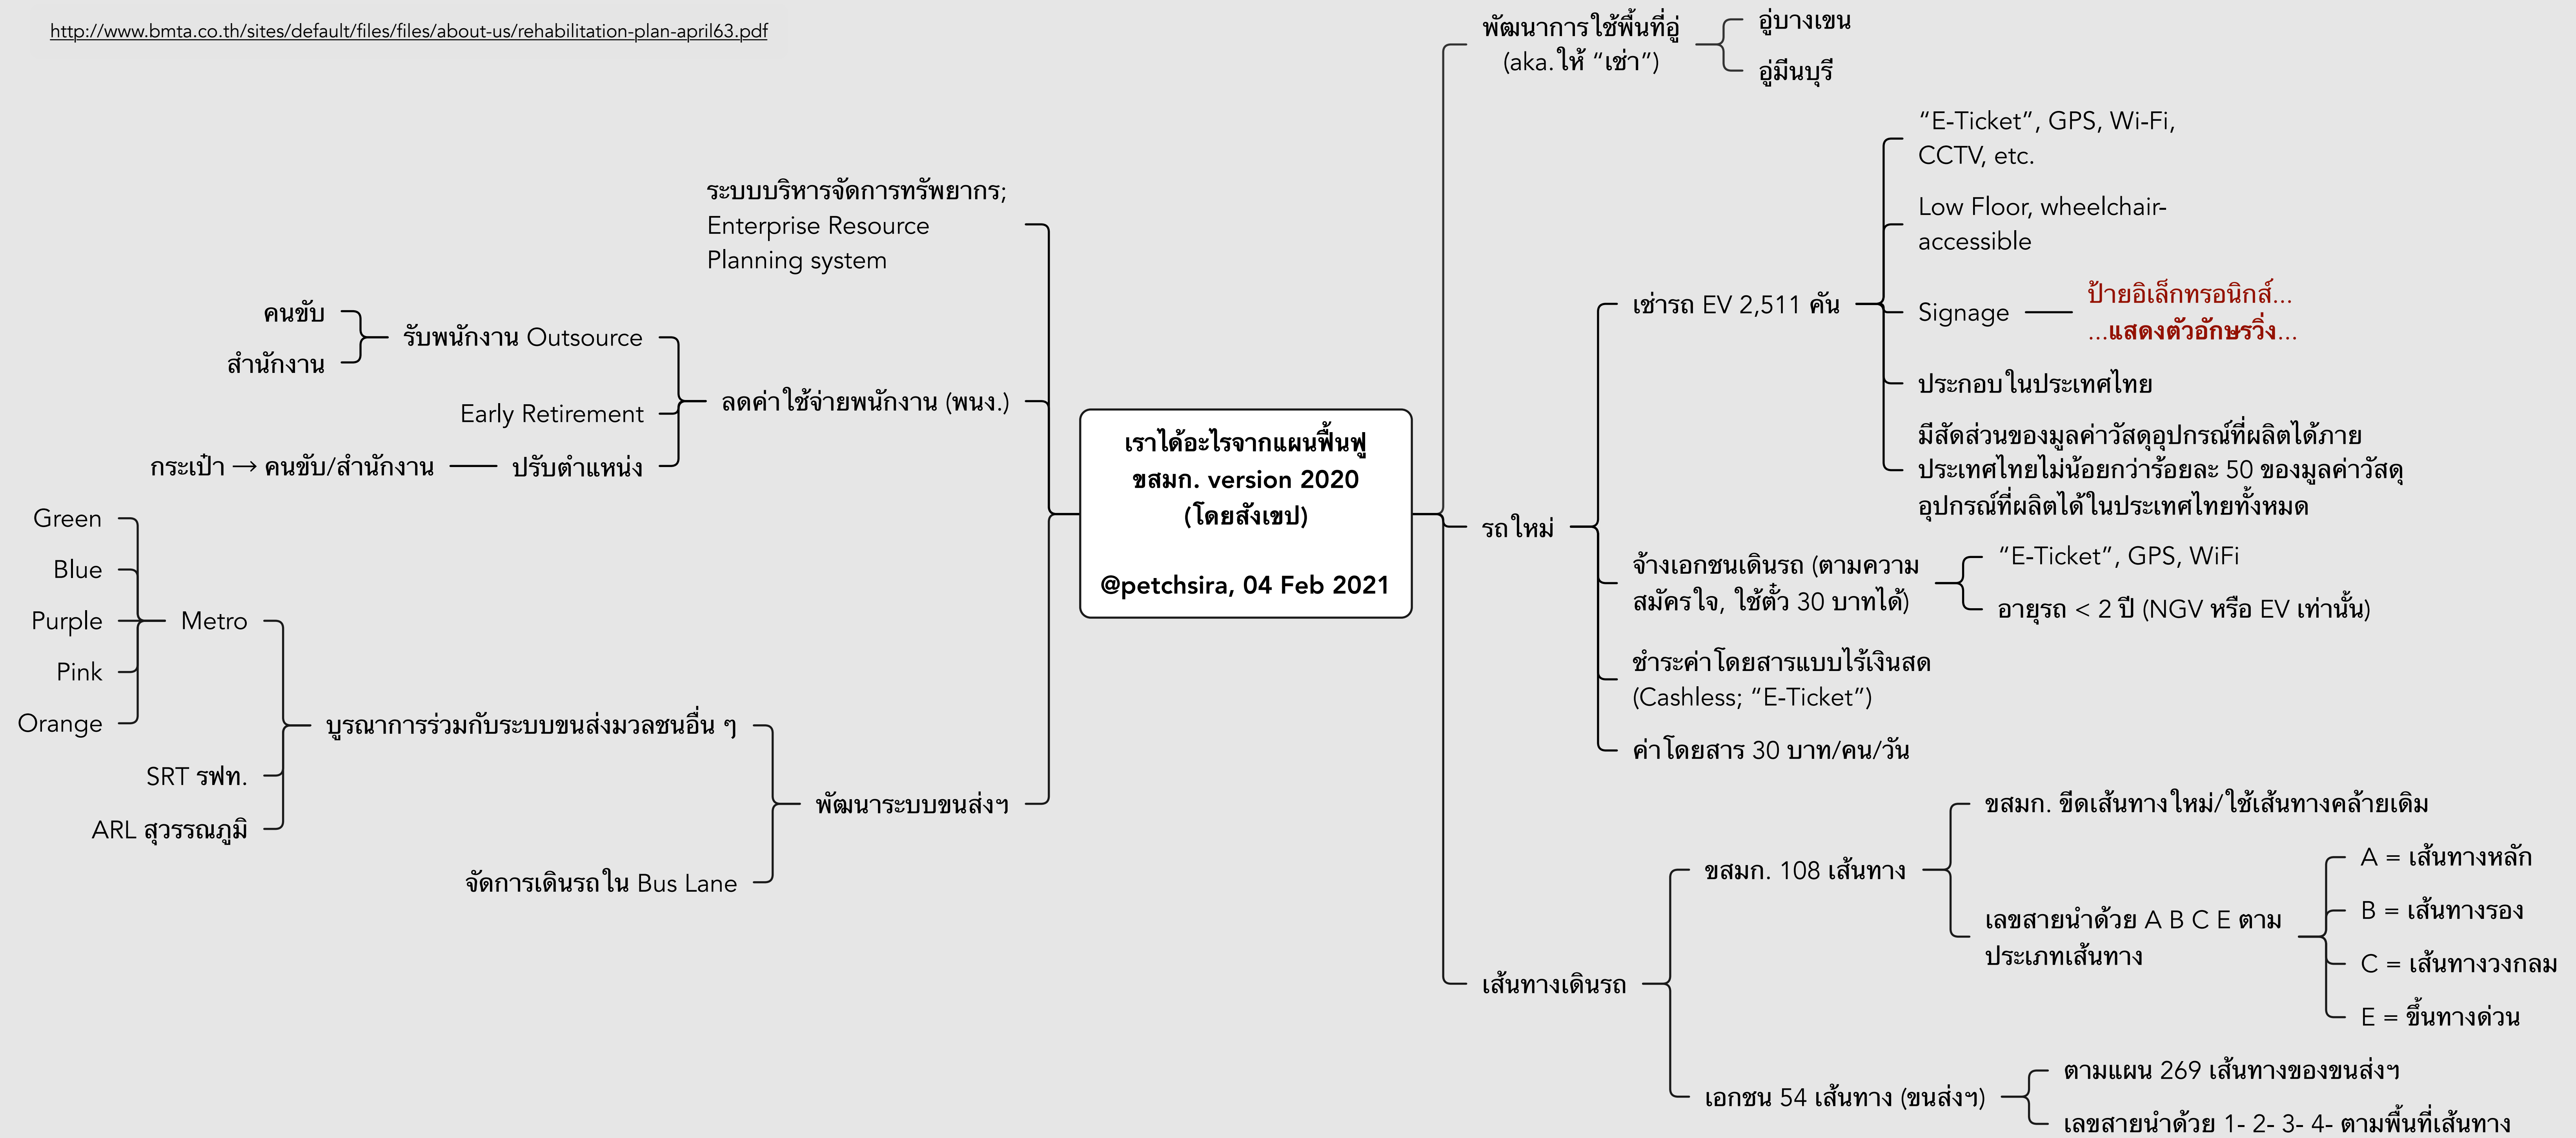 http://www.bmta.co.th/sites/default/files/files/about-us/rehabilitation-plan-april63.pdf
เราได้อะไรจากแผนฟื้นฟู
ขสมก. version 2020
(โดยสังเขป)
@petchsira, 04 Feb 2021
ระบบบริหารจัดการทรัพยากร;
Enterprise Resource
Planning system
ลดค่าใช้จ่ายพนักงาน (พนง.)
รับพนักงาน Outsource
คนขับ
สำนักงาน
Early Retirement
ปรับตำแหน่ง
กระเป๋า → คนขับ/สำนักงาน
พัฒนาระบบขนส่งฯ
บูรณาการร่วมกับระบบขนส่งมวลชนอื่น ๆ
Metro
Green
Blue
Purple
Pink
Orange
SRT รฟท.
ARL สุวรรณภูมิ
จัดการเดินรถใน Bus Lane
พัฒนาการใช้พื้นที่อู่
(aka. ให้ “เช่า”)
อู่บางเขน
อู่มีนบุรี
รถใหม่
เช่ารถ EV 2,511 คัน
“E-Ticket”, GPS, Wi-Fi,
CCTV, etc.
Low Floor, wheelchair-
accessible
Signage
ป้ายอิเล็กทรอนิกส์...
...แสดงตัวอักษรวิ่ง...
ประกอบในประเทศไทย
มีสัดส่วนของมูลค่าวัสดุอุปกรณ์ที่ผลิตได้ภาย
ประเทศไทยไม่น้อยกว่าร้อยละ 50 ของมูลค่าวัสดุ
อุปกรณ์ที่ผลิตได้ในประเทศไทยทั้งหมด
จ้างเอกชนเดินรถ (ตามความ
สมัครใจ, ใช้ตั๋ว 30 บาทได้)
“E-Ticket”, GPS, WiFi
อายุรถ < 2 ปี (NGV หรือ EV เท่านั้น)
ชำระค่าโดยสารแบบไร้เงินสด
(Cashless; “E-Ticket”)
ค่าโดยสาร 30 บาท/คน/วัน
เส้นทางเดินรถ
ขสมก. 108 เส้นทาง
ขสมก. ขีดเส้นทางใหม่/ใช้เส้นทางคล้ายเดิม
เลขสายนำด้วย A B C E ตาม
ประเภทเส้นทาง
A = เส้นทางหลัก
B = เส้นทางรอง
C = เส้นทางวงกลม
E = ขึ้นทางด่วน
เอกชน 54 เส้นทาง (ขนส่งฯ)
ตามแผน 269 เส้นทางของขนส่งฯ
เลขสายนำด้วย 1- 2- 3- 4- ตามพื้นที่เส้นทาง